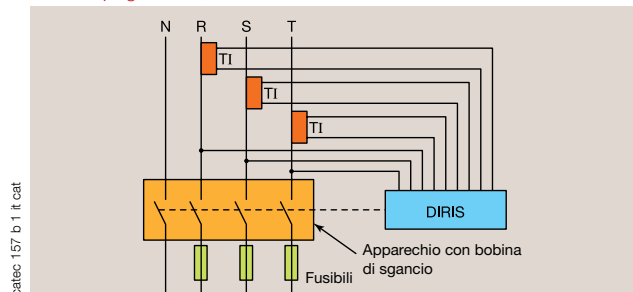 N R S T
TI
TI
TI
DIRIS
Apparechio con bobina
di sgancio
Fusibili
catec 157 b 1 it cat